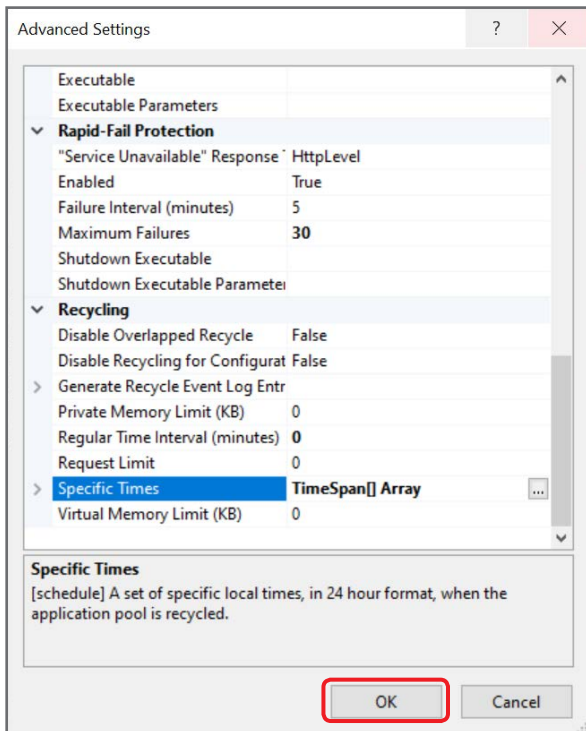 Advanced Settings ?
Executable
Executable Parameters
Rapid-Fail Protection
"Service Unavailable" Response HttpLevel
Enabled True
Failure Interval (minutes) 5
Maximum Failures 30
Shutdown Executable
Shutdown Executable Parameter
Recycling
Disable Overlapped Recycle False
Disable Recycling for Configurat False
Generate Recycle Event Log Entr
Private Memory Limit (KB) 0
Regular Time Interval (minutes) 0
Request Limit 0
Specific Times TimeSpan[] Array ...
Virtual Memory Limit (KB) 0
Specific Times
[schedule] A set of specific local times, in 24 hour format, when the
application pool is recycled.
OK Cancel